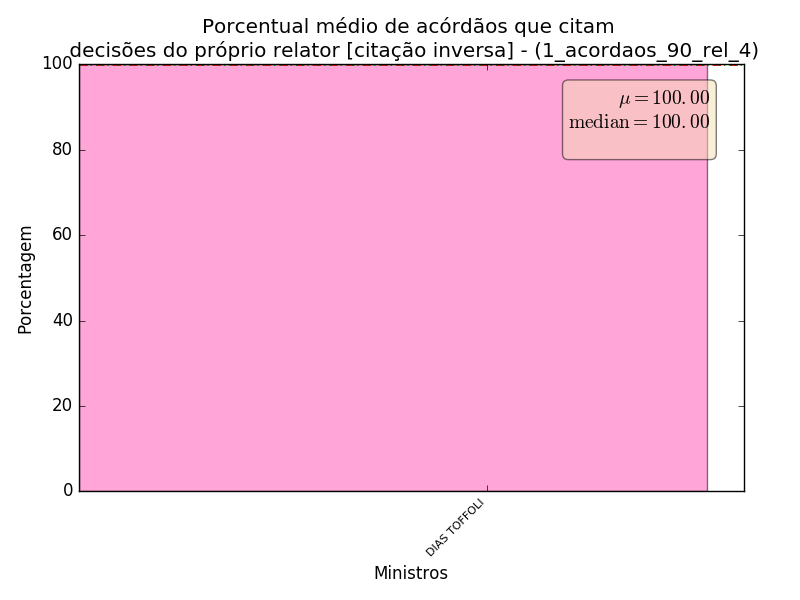 Porcentual médio de acórdãos que citam
decisões do próprio relator [citação inversa] - (1_acordaos_90_rel_4)
μ = 100.00
median = 100.00
100
80
60
40
20
0
Porcentagem
DIAS TOFFOLI
Ministros